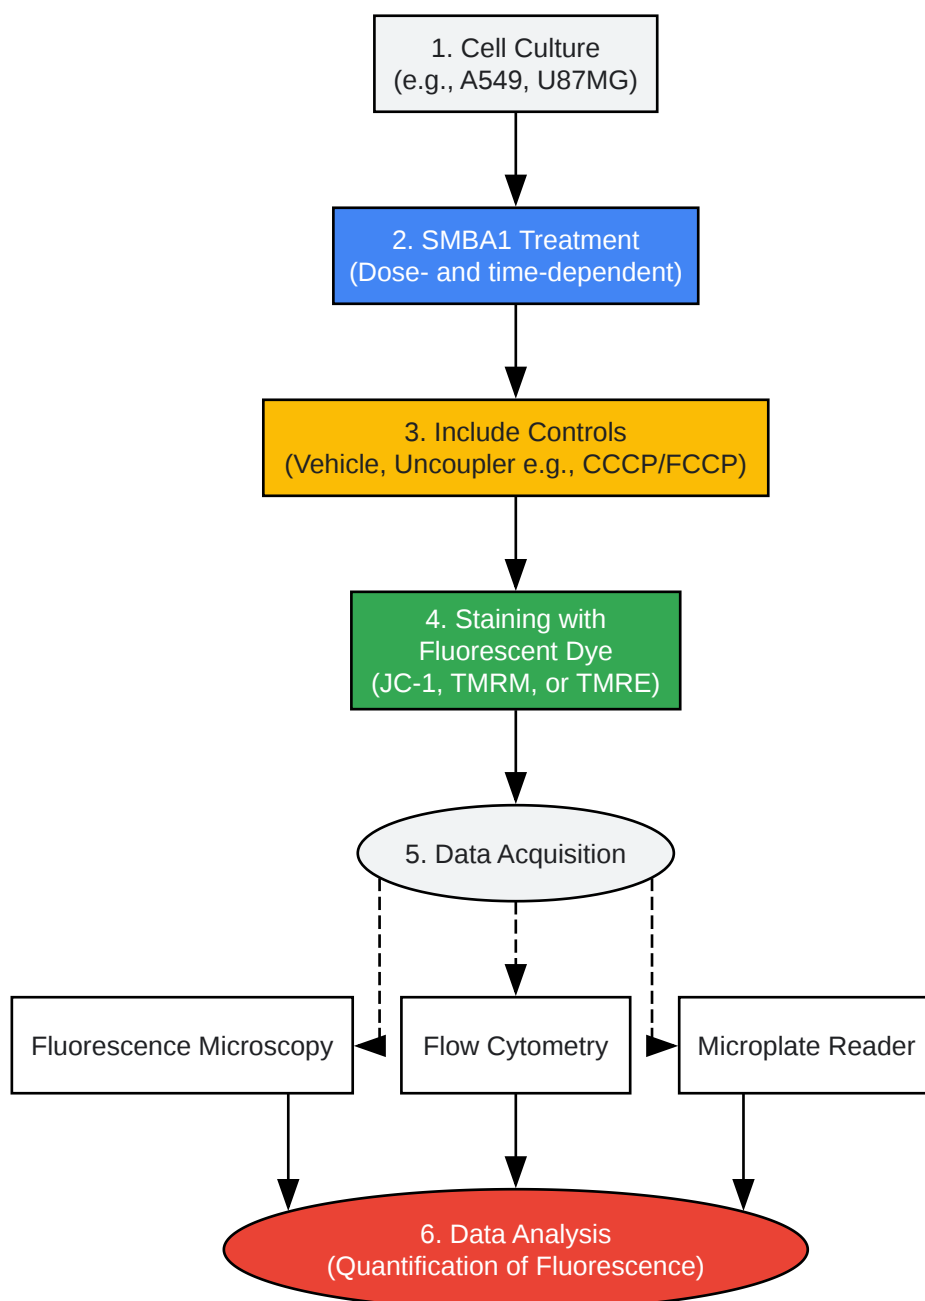 1. Cell Culture
(e.g., A549, U87MG)
2. SMBA1 Treatment
(Dose- and time-dependent)
3. Include Controls
(Vehicle, Uncoupler e.g., CCCP/FCCP)
4. Staining with
Fluorescent Dye
(JC-1, TMRM, or TMRE)
5. Data Acquisition
Fluorescence Microscopy
Flow Cytometry
Microplate Reader
6. Data Analysis
(Quantification of Fluorescence)